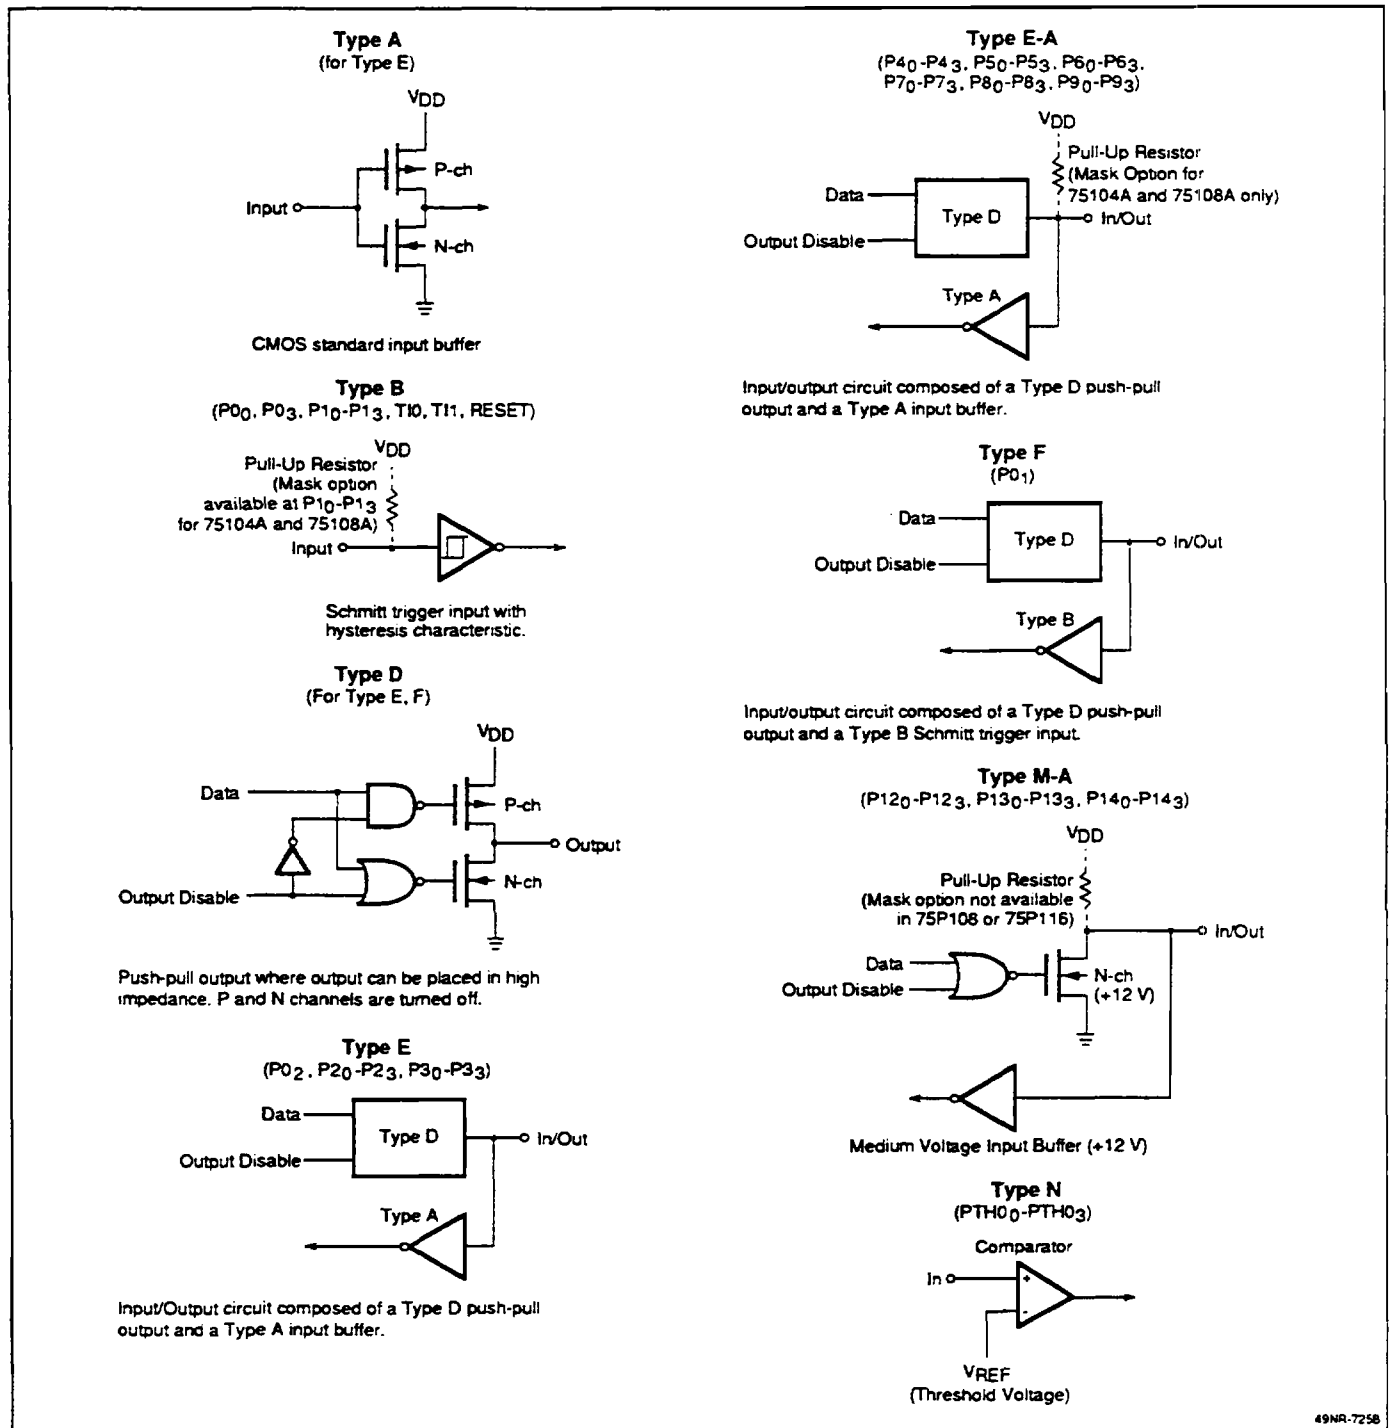 Type A
(for Type E)
VDD
P-ch
Input
N-ch
CMOS standard input buffer
Type B
(P00, P03, P10-P13, TI0, TI1, RESET)
VDD
Pull-Up Resistor
(Mask option
available at P10-P13
for 75104A and 75108A)
Input
Schmitt trigger input with
hysteresis characteristic.
Type D
(For Type E, F)
VDD
Data
P-ch
Output
N-ch
Output Disable
Push-pull output where output can be placed in high
impedance. P and N channels are turned off.
Type E
(P02, P20-P23, P30-P33)
Data
Type D
In/Out
Output Disable
Type A
Input/Output circuit composed of a Type D push-pull
output and a Type A input buffer.
Type E-A
(P40-P43, P50-P53, P60-P63,
P70-P73, P80-P83, P90-P93)
VDD
Pull-Up Resistor
(Mask Option for
75104A and 75108A only)
Data
Type D
In/Out
Output Disable
Type A
Input/output circuit composed of a Type D push-pull
output and a Type A input buffer.
Type F
(P01)
Data
Type D
In/Out
Output Disable
Type B
Input/output circuit composed of a Type D push-pull
output and a Type B Schmitt trigger input.
Type M-A
(P120-P123, P130-P133, P140-P143)
VDD
Pull-Up Resistor
(Mask option not available
in 75P108 or 75P116)
In/Out
Data
N-ch
Output Disable
(+12 V)
Medium Voltage Input Buffer (+12 V)
Type N
(PTH00-PTH03)
Comparator
In
+
-
VREF
(Threshold Voltage)
49NR-725B